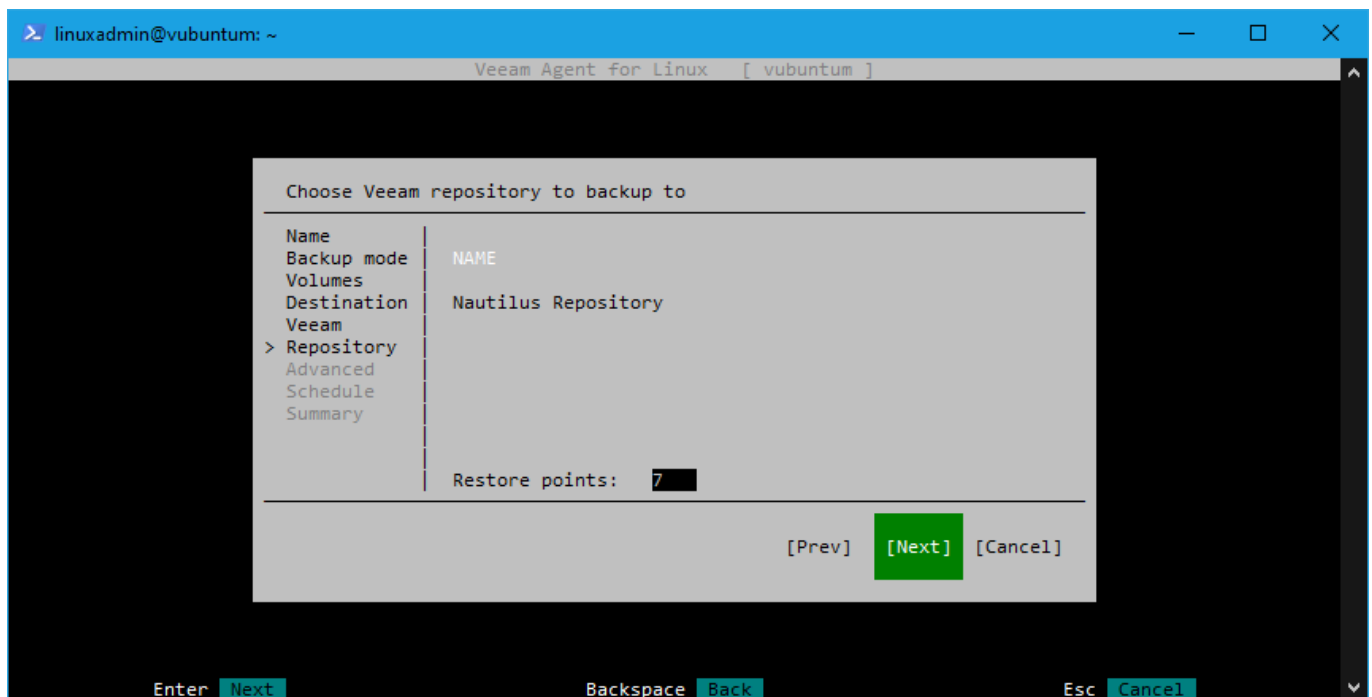 linuxadmin@vubuntum: ~
Veeam Agent for Linux [ vubuntum ]
Choose Veeam repository to backup to
Name
Backup mode
NAME
Volumes
Destination
Nautilus Repository
Veeam
> Repository
Advanced
Schedule
Summary
Restore points: 7
[Prev] [Next] [Cancel]
Enter Next Backspace Back Esc Cancel